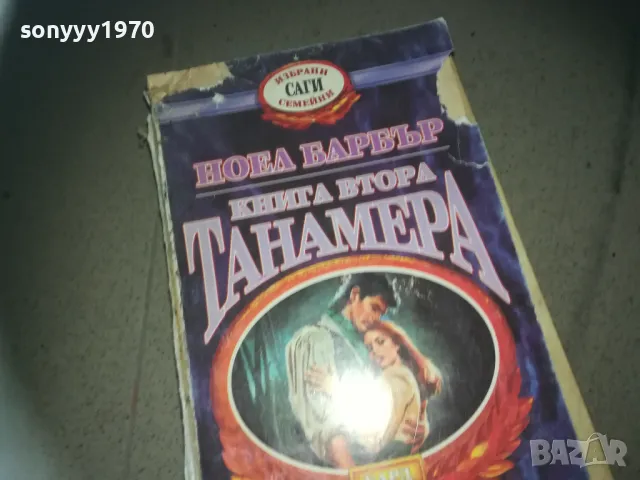 sonyyy1970
ИЗБРАНИ
САГИ
СЕМЕЙНИ
НОЕЛ БАРБЪР
КНИГА ВТОРА
ТАНАМЕРА
BAZAR